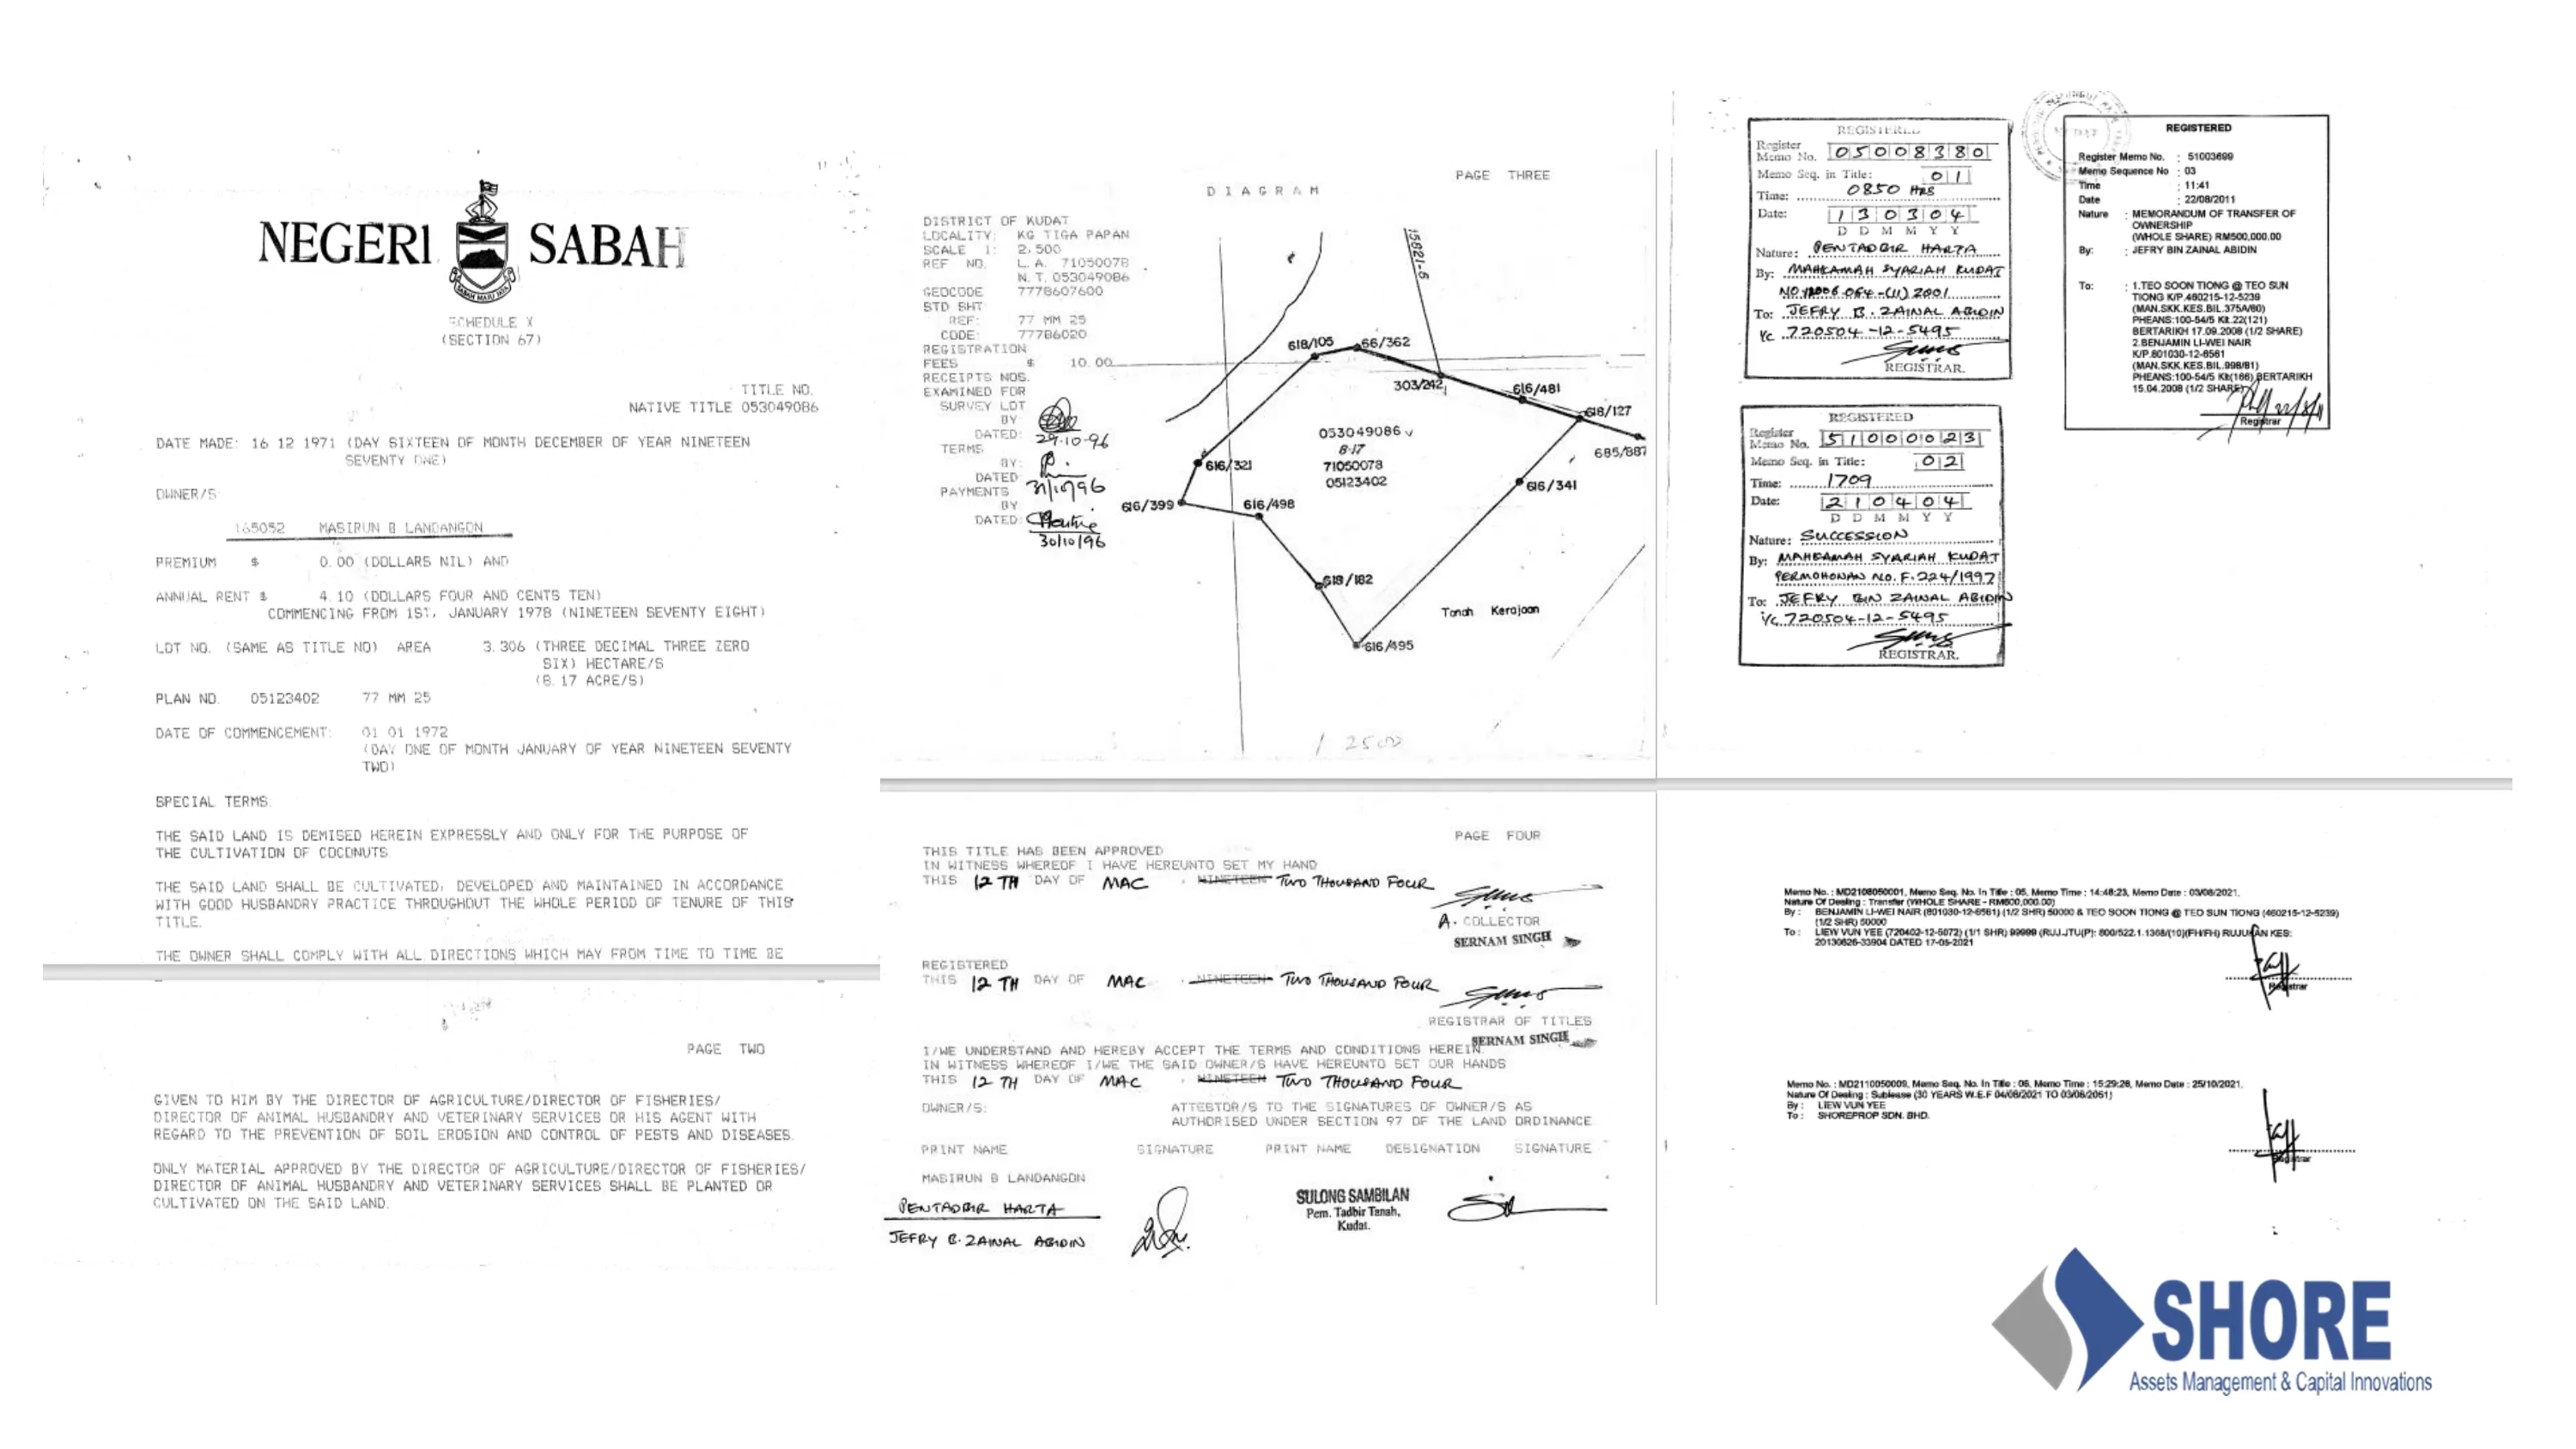 NEGERI SABAH
SABAH MAJU JAYA
SCHEDULE X
(SECTION 67)
TITLE NO.
NATIVE TITLE 053049086
DATE MADE: 16 12 1971 (DAY SIXTEEN OF MONTH DECEMBER OF YEAR NINETEEN
SEVENTY ONE)
OWNER/S
165052 MASIRUN B LANDANGON
PREMIUM $ 0.00 (DOLLARS NIL) AND
ANNUAL RENT $ 4.10 (DOLLARS FOUR AND CENTS TEN)
COMMENCING FROM 1ST, JANUARY 1978 (NINETEEN SEVENTY EIGHT)
LOT NO. (SAME AS TITLE NO) AREA 3.306 (THREE DECIMAL THREE ZERO
SIX) HECTARE/S
(8.17 ACRE/S)
PLAN NO. 05123402 77 MM 25
DATE OF COMMENCEMENT: 01 01 1972
(DAY ONE OF MONTH JANUARY OF YEAR NINETEEN SEVENTY
TWO)
SPECIAL TERMS:
THE SAID LAND IS DEMISED HEREIN EXPRESSLY AND ONLY FOR THE PURPOSE OF
THE CULTIVATION OF COCONUTS
THE SAID LAND SHALL BE CULTIVATED, DEVELOPED AND MAINTAINED IN ACCORDANCE
WITH GOOD HUSBANDRY PRACTICE THROUGHOUT THE WHOLE PERIOD OF TENURE OF THIS
TITLE.
THE OWNER SHALL COMPLY WITH ALL DIRECTIONS WHICH MAY FROM TIME TO TIME BE
PAGE TWO
GIVEN TO HIM BY THE DIRECTOR OF AGRICULTURE/DIRECTOR OF FISHERIES/
DIRECTOR OF ANIMAL HUSBANDRY AND VETERINARY SERVICES OR HIS AGENT WITH
REGARD TO THE PREVENTION OF SOIL EROSION AND CONTROL OF PESTS AND DISEASES.
ONLY MATERIAL APPROVED BY THE DIRECTOR OF AGRICULTURE/DIRECTOR OF FISHERIES/
DIRECTOR OF ANIMAL HUSBANDRY AND VETERINARY SERVICES SHALL BE PLANTED OR
CULTIVATED ON THE SAID LAND.
PAGE THREE
DIAGRAM
DISTRICT OF KUDAT
LOCALITY: KG TIGA PAPAN
SCALE 1: 2,500
REF NO. L.A. 71050078
N.T. 053049086
GEOCODE 7778607600
STD SHT
REF: 77 MM 25
CODE: 77786020
REGISTRATION
FEES $ 10.00
RECEIPTS NOS.
EXAMINED FOR
SURVEY LOT
BY:
DATED: 29.10.96
TERMS
BY:
DATED: 31/10/96
PAYMENTS
BY
DATED:
30/10/96
15821-6
618/105
66/362
303/242
616/481
618/127
685/887
616/321
616/399
616/498
616/341
618/182
616/495
053049086
8.17
71050078
05123402
Tanah Kerajaan
1 2500
PAGE FOUR
THIS TITLE HAS BEEN APPROVED
IN WITNESS WHEREOF I HAVE HEREUNTO SET MY HAND
THIS 12TH DAY OF MAC , NINETEEN TWO THOUSAND FOUR
A. COLLECTOR
SERNAM SINGH
REGISTERED
THIS 12TH DAY OF MAC , NINETEEN TWO THOUSAND FOUR
REGISTRAR OF TITLES
SERNAM SINGH
I/WE UNDERSTAND AND HEREBY ACCEPT THE TERMS AND CONDITIONS HEREIN
IN WITNESS WHEREOF I/WE THE SAID OWNER/S HAVE HEREUNTO SET OUR HANDS
THIS 12TH DAY OF MAC , NINETEEN TWO THOUSAND FOUR
OWNER/S: ATTESTOR/S TO THE SIGNATURES OF OWNER/S AS
AUTHORISED UNDER SECTION 97 OF THE LAND ORDINANCE
PRINT NAME SIGNATURE PRINT NAME DESIGNATION SIGNATURE
MASIRUN B LANDANGON
PENTADBIR HARTA
JEFRY B. ZAINAL ABIDIN
SULONG SAMBILAN
Pem. Tadbir Tanah,
Kudat.
REGISTERED
Register
Memo No. 05008380
Memo Seq. in Title: 01
Time: 0850 HRS
Date: 130304
D D M M Y Y
Nature: PENTADBIR HARTA
By: MAHKAMAH SYARIAH KUDAT
To: JEFRY B. ZAINAL ABIDIN
I/C 720504-12-5495
REGISTRAR.
REGISTERED
Register
Memo No. 51000023
Memo Seq. in Title: 02
Time: 1709
Date: 210404
D D M M Y Y
Nature: SUCCESSION
By: MAHKAMAH SYARIAH KUDAT
PERMOHONAN NO. F.224/1997
To: JEFRY BIN ZAINAL ABIDIN
I/C 720504-12-5495
REGISTRAR.
REGISTERED
Register Memo No. : 51003699
Memo Sequence No : 03
Time : 11:41
Date : 22/08/2011
Nature : MEMORANDUM OF TRANSFER OF
OWNERSHIP
(WHOLE SHARE) RM500,000.00
By: : JEFRY BIN ZAINAL ABIDIN
To: : 1.TEO SOON TIONG @ TEO SUN
TIONG K/P.460215-12-5239
(MAN.SKK.KES.BIL.375A/80)
PHEANS:100-54/5 Klt.22(121)
BERTARIKH 17.09.2008 (1/2 SHARE)
2.BENJAMIN LI-WEI NAIR
K/P.801030-12-6561
(MAN.SKK.KES.BIL.998/81)
PHEANS:100-54/5 Klt(166) BERTARIKH
15.04.2008 (1/2 SHARE)
Registrar
Memo No. : MD2108050001, Memo Seq. No. In Title : 05, Memo Time : 14:48:23, Memo Date : 03/08/2021.
Nature Of Dealing : Transfer (WHOLE SHARE - RM600,000.00)
By : BENJAMIN LI-WEI NAIR (801030-12-6561) (1/2 SHR) 50000 & TEO SOON TIONG @ TEO SUN TIONG (460215-12-5239)
(1/2 SHR) 50000
To : LIEW VUN YEE (720402-12-5072) (1/1 SHR) 99999 (RUJ.JTU(P): 800/522.1.1368/(10)(FH/FH) RUJUKAN KES:
20130626-33904 DATED 17-05-2021
Registrar
Memo No. : MD2110050009, Memo Seq. No. In Title : 06, Memo Time : 15:29:26, Memo Date : 25/10/2021.
Nature Of Dealing : Sublease (30 YEARS W.E.F 04/08/2021 TO 03/08/2051)
By : LIEW VUN YEE
To : SHOREPROP SDN. BHD.
Registrar
SHORE
Assets Management & Capital Innovations